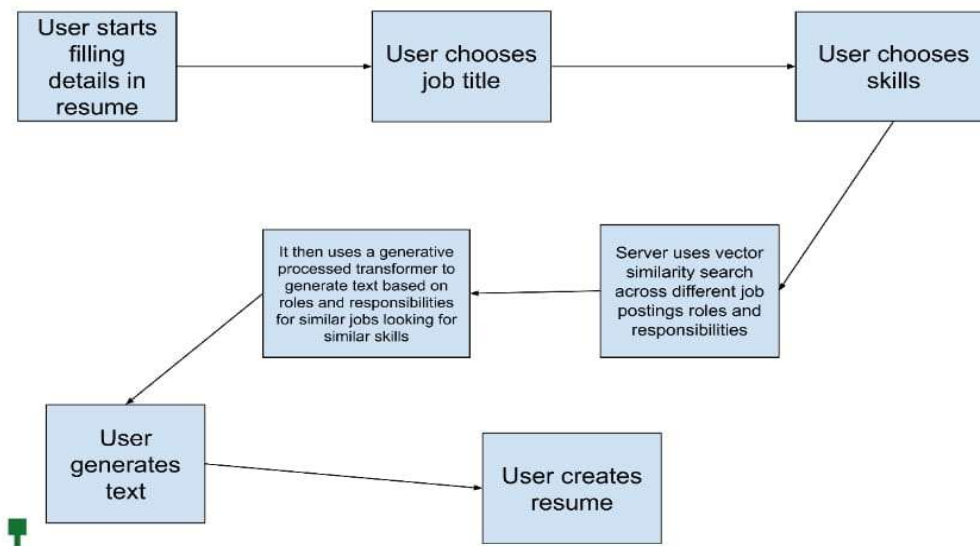 User starts
filling
details in
resume
User chooses
job title
User chooses
skills
Server uses vector
similarity search
across different job
postings roles and
responsibilities
It then uses a generative
processed transformer to
generate text based on
roles and responsibilities
for similar jobs looking for
similar skills
User
generates
text
User creates
resume